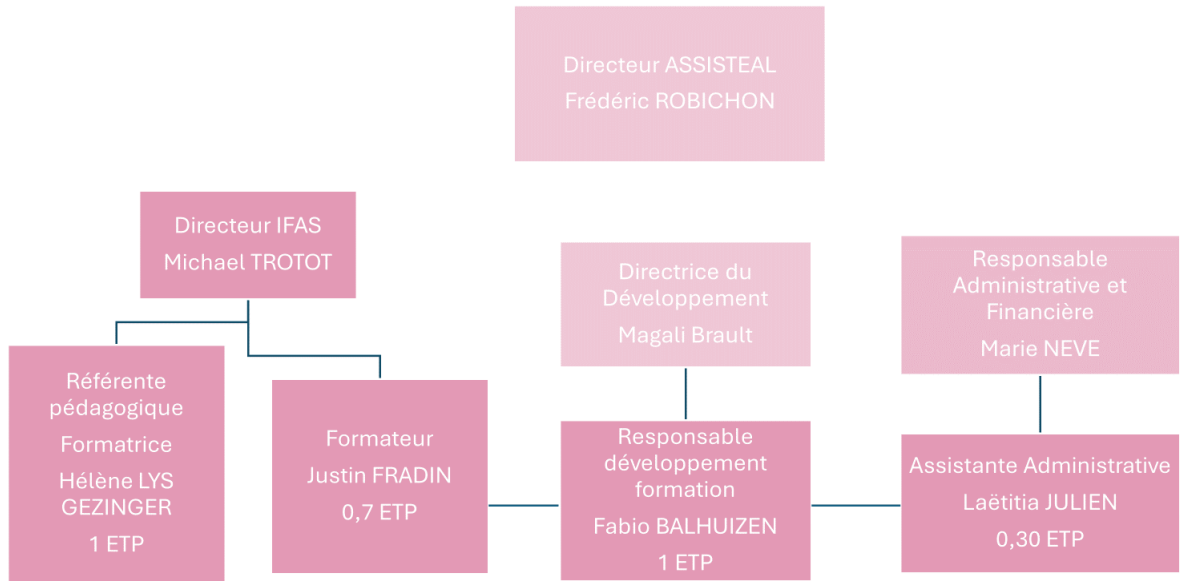 Directeur ASSISTEAL
Frédéric ROBICHON
Directeur IFAS
Michael TROTOT
Directrice du
Développement
Magali Brault
Responsable
Administrative et
Financière
Marie NEVE
Référente
pédagogique
Formatrice
Hélène LYS
GEZINGER
1 ETP
Formateur
Justin FRADIN
0,7 ETP
Responsable
développement
formation
Fabio BALHUIZEN
1 ETP
Assistante Administrative
Laëtitia JULIEN
0,30 ETP